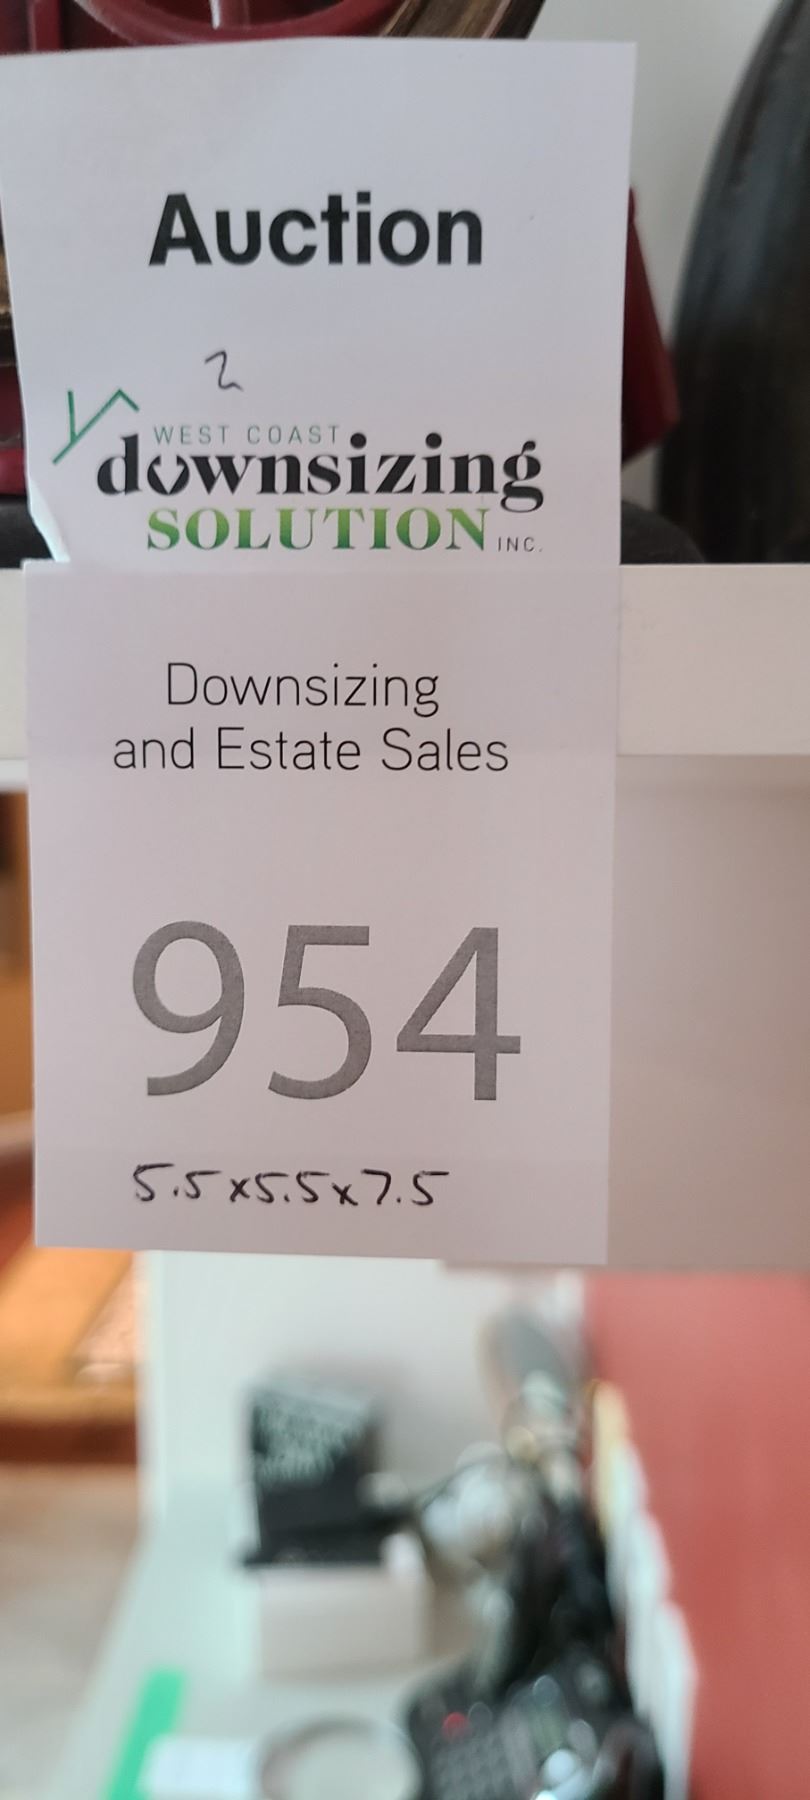 Auction
2
WEST COAST
downsizing
SOLUTION INC.
Downsizing
and Estate Sales
954
5.5x5.5x7.5